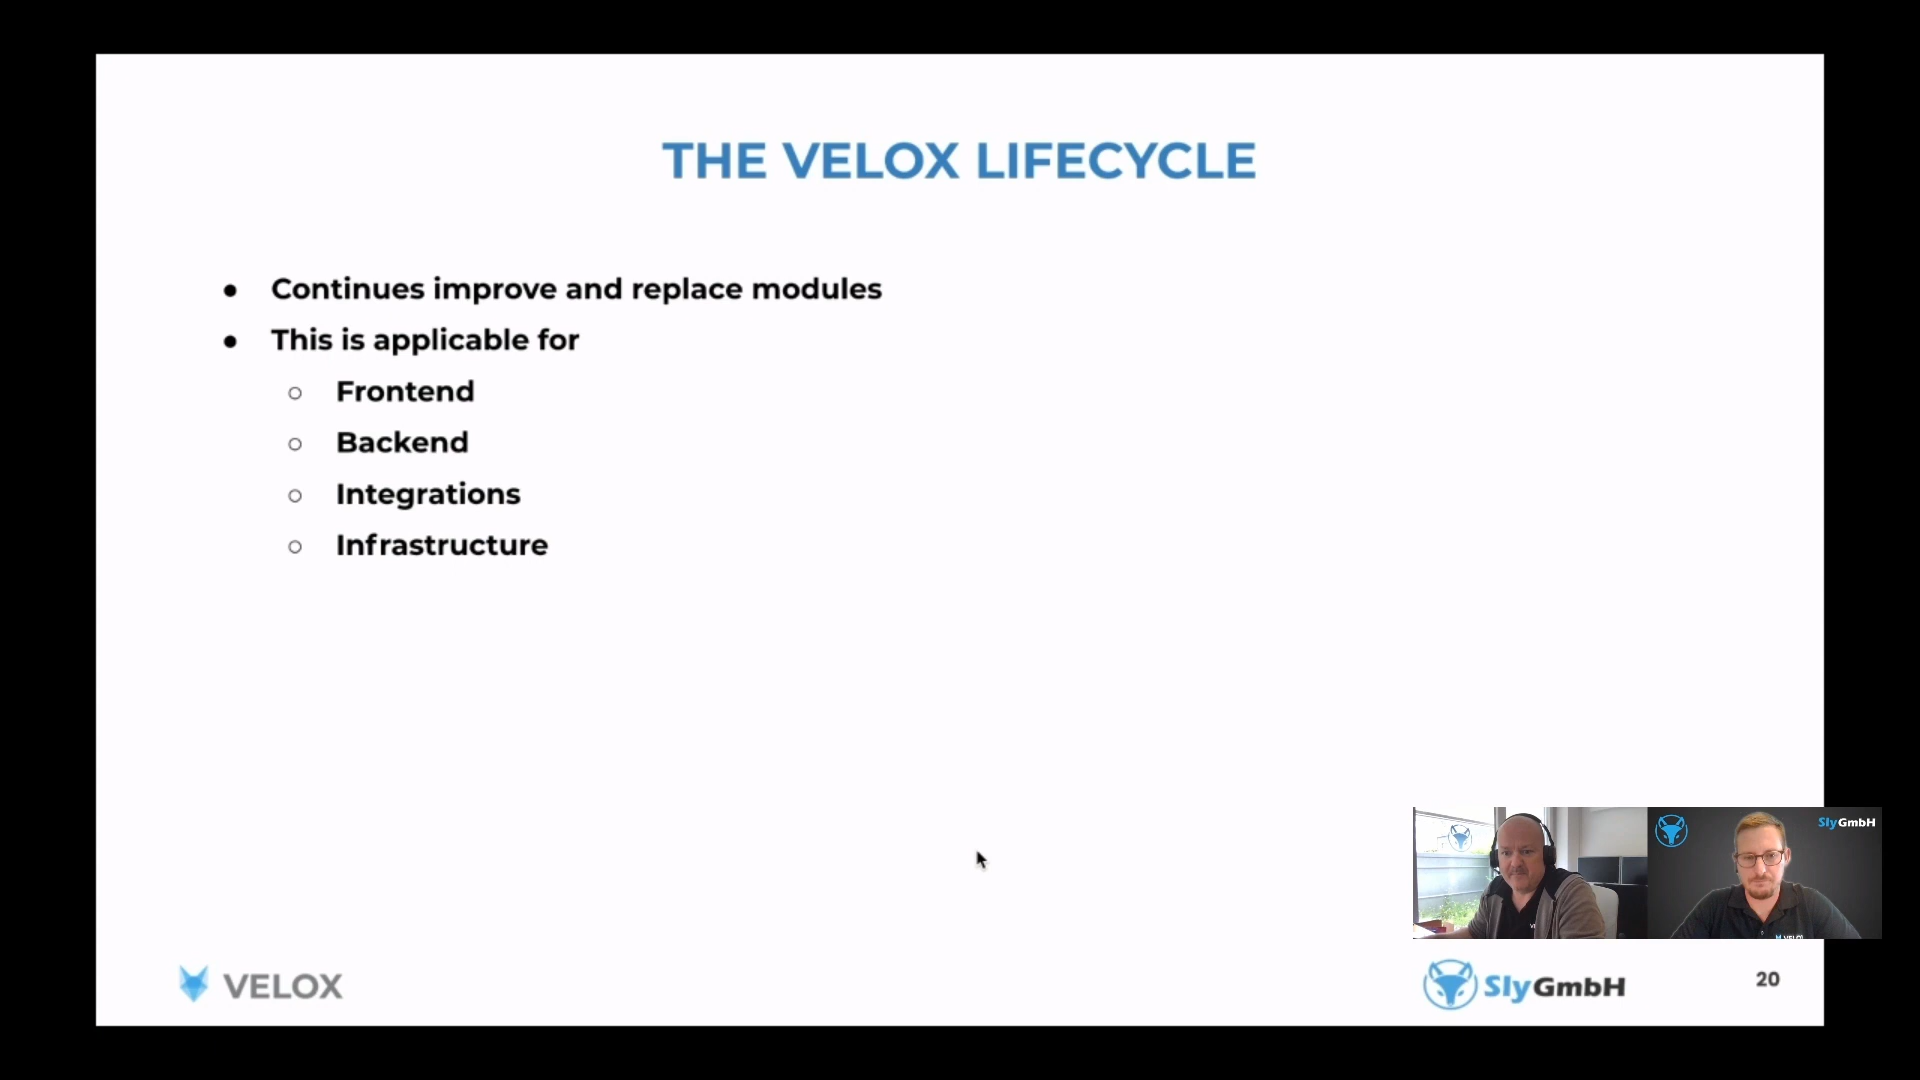 THE VELOX LIFECYCLE
● Continues improve and replace modules
● This is applicable for
○ Frontend
○ Backend
○ Integrations
○ Infrastructure
SlyGmbH
VELOX
SlyGmbH
20